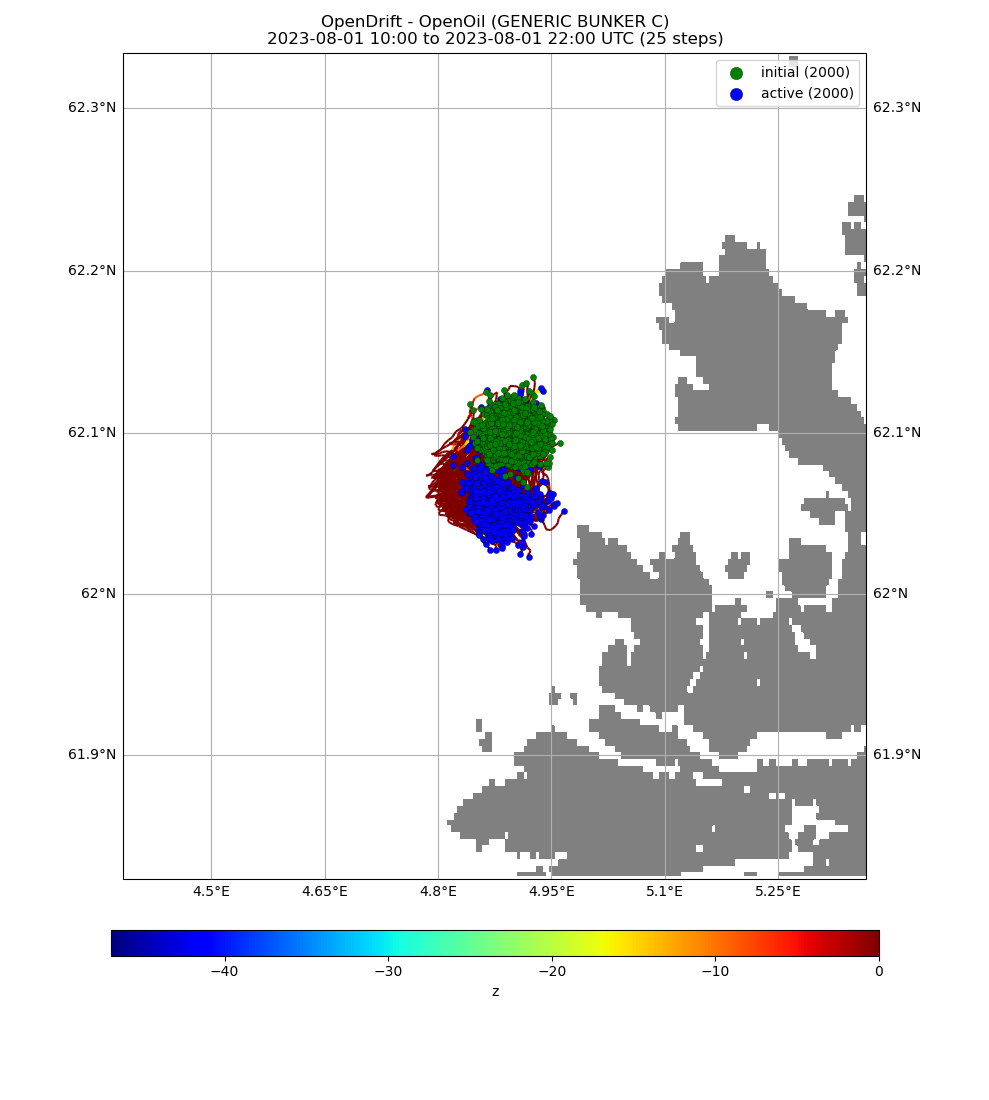 OpenDrift - OpenOil (GENERIC BUNKER C)
2023-08-01 10:00 to 2023-08-01 22:00 UTC (25 steps)
initial (2000)
active (2000)
62.3°N 62.3°N
62.2°N 62.2°N
62.1°N 62.1°N
62°N 62°N
61.9°N 61.9°N
4.5°E 4.65°E 4.8°E 4.95°E 5.1°E 5.25°E
−40 −30 −20 −10 0
z